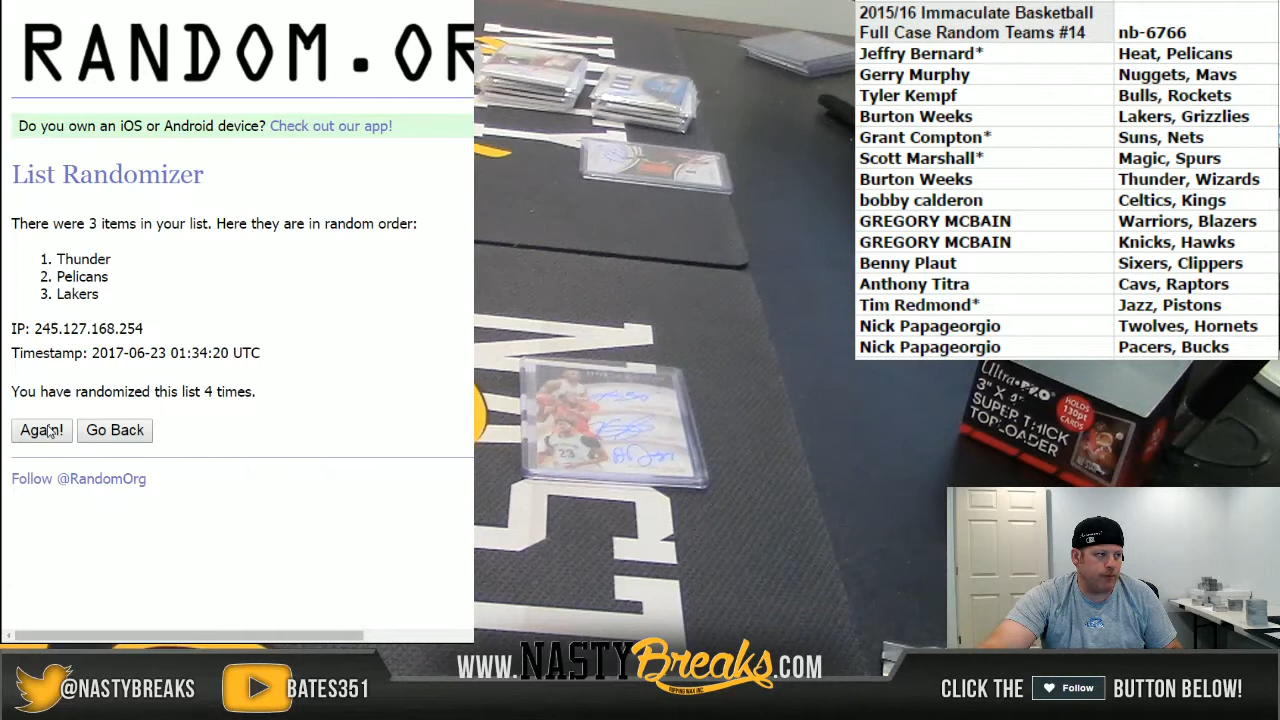 RANDOM.OR
Do you own an iOS or Android device? Check out our app!
List Randomizer
There were 3 items in your list. Here they are in random order:
1. Thunder
2. Pelicans
3. Lakers
IP: 245.127.168.254
Timestamp: 2017-06-23 01:34:20 UTC
You have randomized this list 4 times.
Again! Go Back
Follow @RandomOrg
2015/16 Immaculate Basketball
Full Case Random Teams #14 nb-6766
Jeffry Bernard* Heat, Pelicans
Gerry Murphy Nuggets, Mavs
Tyler Kempf Bulls, Rockets
Burton Weeks Lakers, Grizzlies
Grant Compton* Suns, Nets
Scott Marshall* Magic, Spurs
Burton Weeks Thunder, Wizards
bobby calderon Celtics, Kings
GREGORY MCBAIN Warriors, Blazers
GREGORY MCBAIN Knicks, Hawks
Benny Plaut Sixers, Clippers
Anthony Titra Cavs, Raptors
Tim Redmond* Jazz, Pistons
Nick Papageorgio Twolves, Hornets
Nick Papageorgio Pacers, Bucks
Ultra·PRO
3" X
SUPER THICK
TOPLOADER
HOLDS
130PT
CARDS
23
@NASTYBREAKS
BATES351
WWW.NASTYBreaks.COM
RIPPING WAX INC.
CLICK THE Follow BUTTON BELOW!